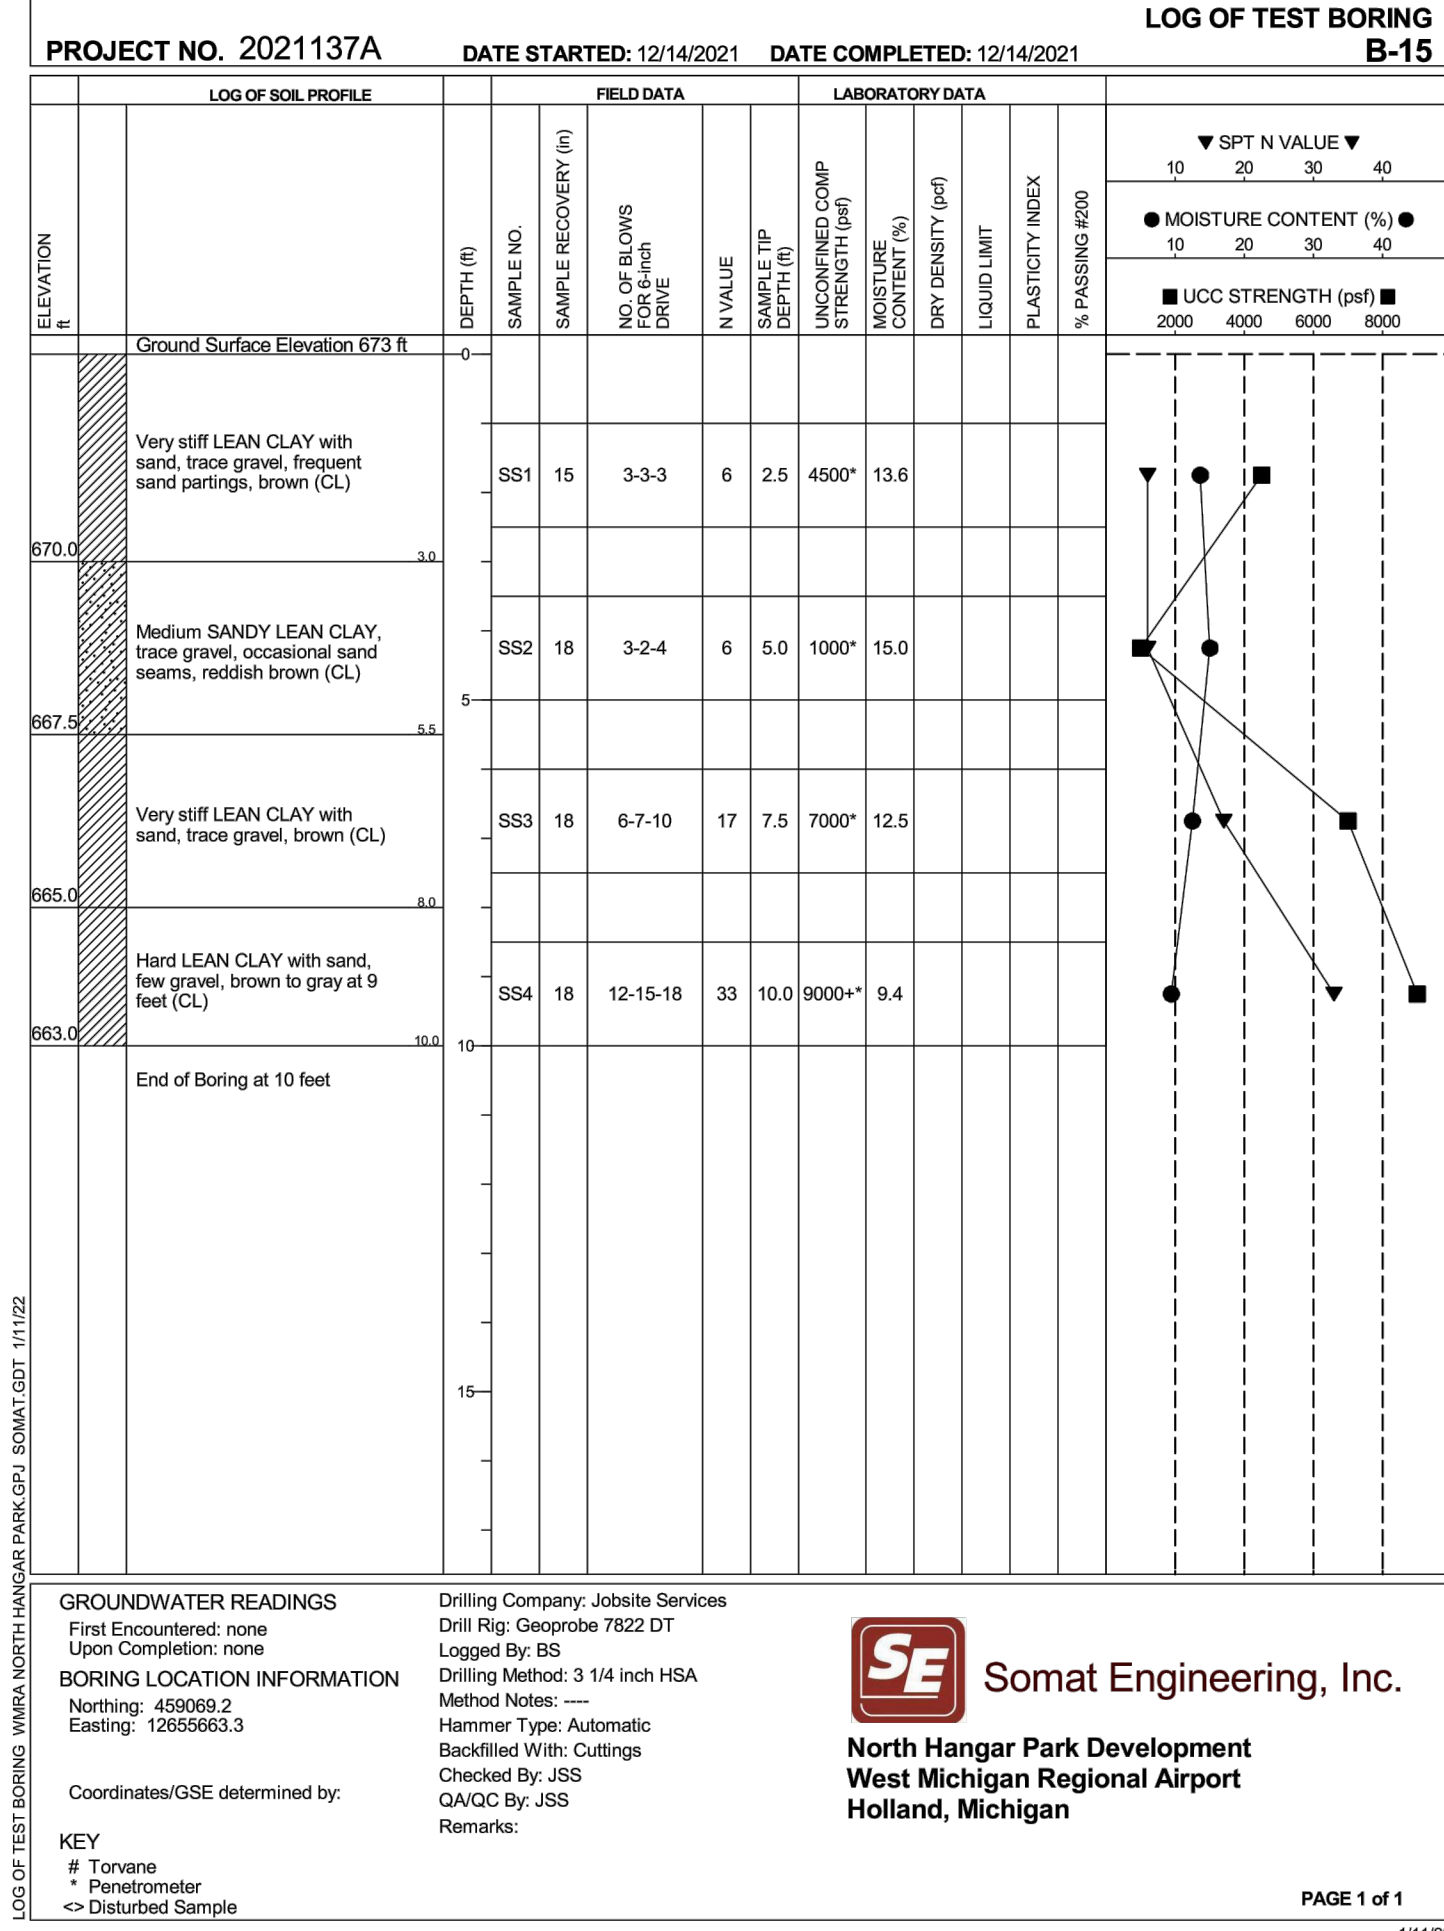 LOG OF TEST BORING
PROJECT NO. 2021137A DATE STARTED: 12/14/2021 DATE COMPLETED: 12/14/2021 B-15
LOG OF SOIL PROFILE FIELD DATA LABORATORY DATA
ELEVATION ft
DEPTH (ft)
SAMPLE NO.
SAMPLE RECOVERY (in)
NO. OF BLOWS FOR 6-inch DRIVE
N VALUE
SAMPLE TIP DEPTH (ft)
UNCONFINED COMP STRENGTH (psf)
MOISTURE CONTENT (%)
DRY DENSITY (pcf)
LIQUID LIMIT
PLASTICITY INDEX
% PASSING #200
▼ SPT N VALUE ▼
10 20 30 40
● MOISTURE CONTENT (%) ●
10 20 30 40
■ UCC STRENGTH (psf) ■
2000 4000 6000 8000
Ground Surface Elevation 673 ft
0
Very stiff LEAN CLAY with
sand, trace gravel, frequent
sand partings, brown (CL)
SS1 15 3-3-3 6 2.5 4500* 13.6
670.0 3.0
Medium SANDY LEAN CLAY,
trace gravel, occasional sand
seams, reddish brown (CL)
SS2 18 3-2-4 6 5.0 1000* 15.0
5
667.5 5.5
Very stiff LEAN CLAY with
sand, trace gravel, brown (CL)
SS3 18 6-7-10 17 7.5 7000* 12.5
665.0 8.0
Hard LEAN CLAY with sand,
few gravel, brown to gray at 9
feet (CL)
SS4 18 12-15-18 33 10.0 9000+* 9.4
663.0 10.0 10
End of Boring at 10 feet
15
LOG OF TEST BORING WMRA NORTH HANGAR PARK.GPJ SOMAT.GDT 1/11/22
GROUNDWATER READINGS
First Encountered: none
Upon Completion: none
BORING LOCATION INFORMATION
Northing: 459069.2
Easting: 12655663.3
Coordinates/GSE determined by:
KEY
# Torvane
* Penetrometer
<> Disturbed Sample
Drilling Company: Jobsite Services
Drill Rig: Geoprobe 7822 DT
Logged By: BS
Drilling Method: 3 1/4 inch HSA
Method Notes: ----
Hammer Type: Automatic
Backfilled With: Cuttings
Checked By: JSS
QA/QC By: JSS
Remarks:
SE
Somat Engineering, Inc.
North Hangar Park Development
West Michigan Regional Airport
Holland, Michigan
PAGE 1 of 1